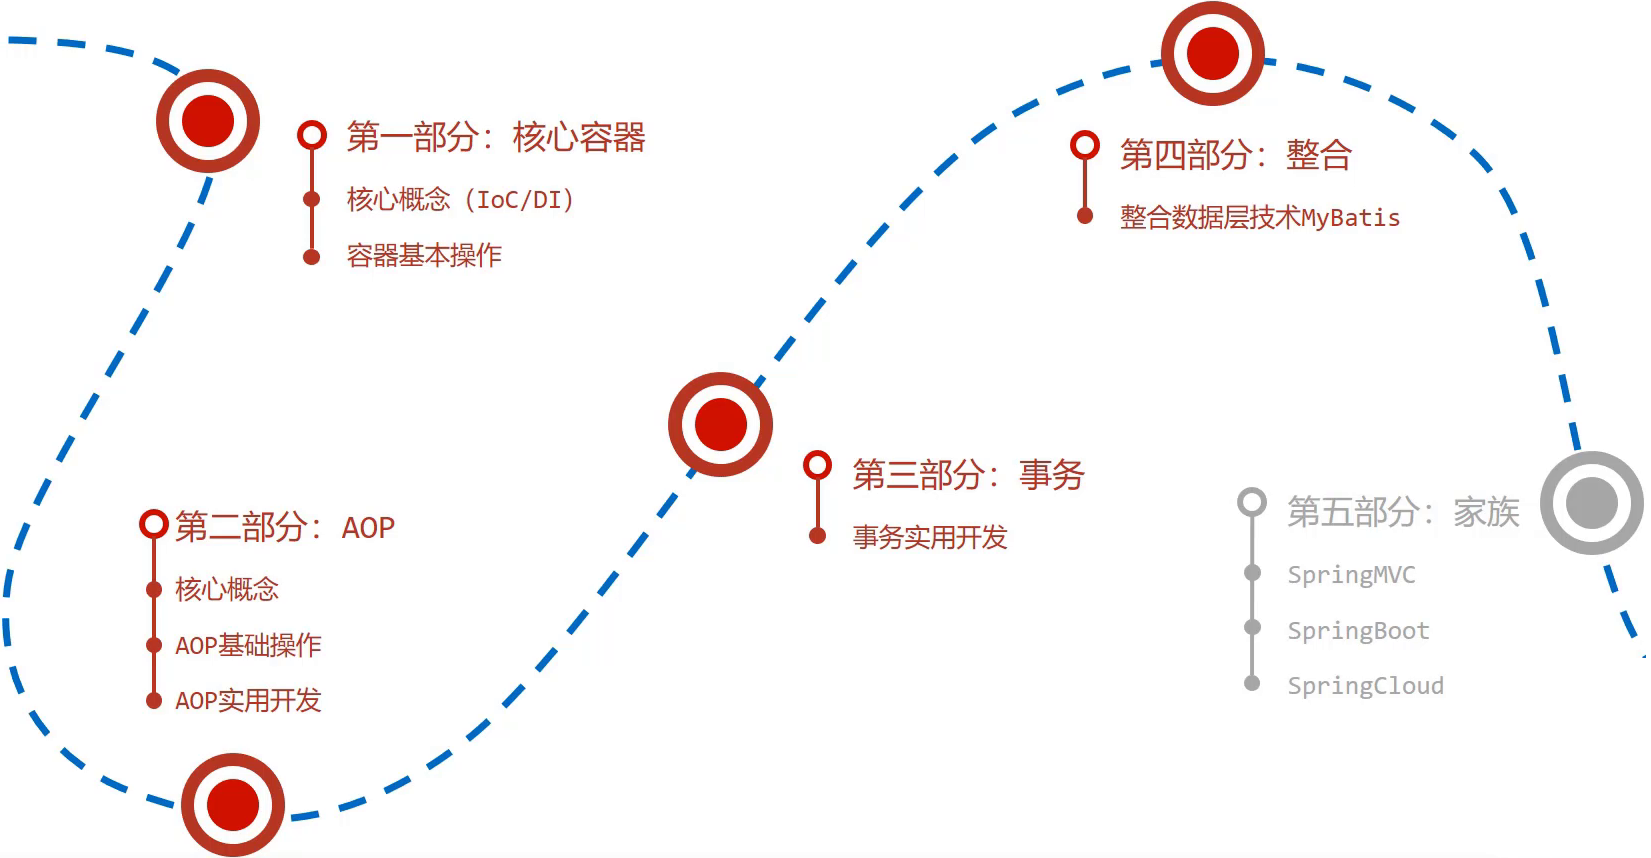 第一部分：核心容器
核心概念（IoC/DI）
容器基本操作
第二部分：AOP
核心概念
AOP基础操作
AOP实用开发
第三部分：事务
事务实用开发
第四部分：整合
整合数据层技术MyBatis
第五部分：家族
SpringMVC
SpringBoot
SpringCloud